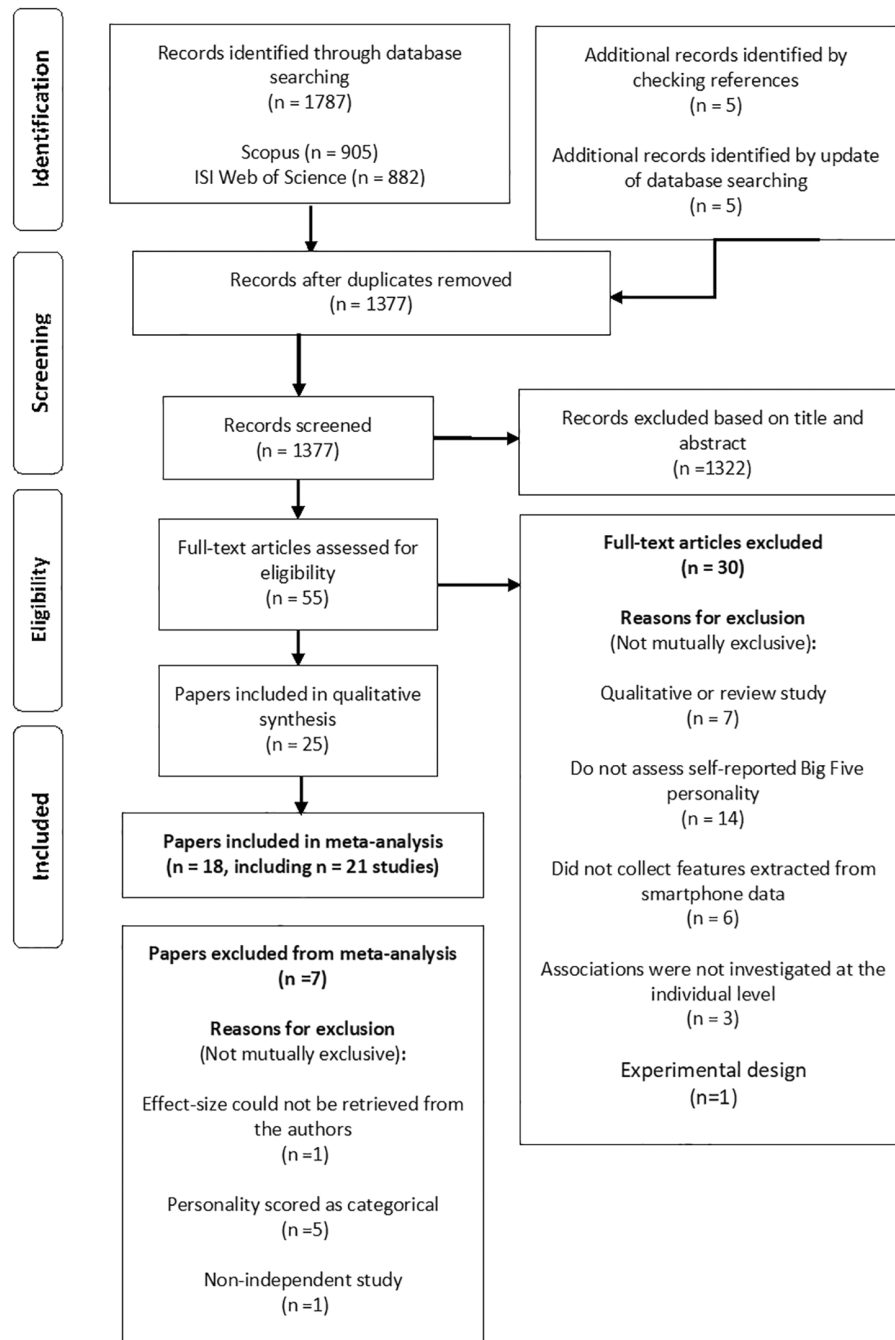 Identification
Records identified through database
searching
(n = 1787)
Scopus (n = 905)
ISI Web of Science (n = 882)
Additional records identified by
checking references
(n = 5)
Additional records identified by update
of database searching
(n = 5)
Screening
Records after duplicates removed
(n = 1377)
Records screened
(n = 1377)
Records excluded based on title and
abstract
(n =1322)
Eligibility
Full-text articles assessed for
eligibility
(n = 55)
Full-text articles excluded
(n = 30)
Reasons for exclusion
(Not mutually exclusive):
Qualitative or review study
(n = 7)
Do not assess self-reported Big Five
personality
(n = 14)
Did not collect features extracted from
smartphone data
(n = 6)
Associations were not investigated at the
individual level
(n = 3)
Experimental design
(n=1)
Papers included in qualitative
synthesis
(n = 25)
Included
Papers included in meta-analysis
(n = 18, including n = 21 studies)
Papers excluded from meta-analysis
(n =7)
Reasons for exclusion
(Not mutually exclusive):
Effect-size could not be retrieved from
the authors
(n =1)
Personality scored as categorical
(n =5)
Non-independent study
(n =1)